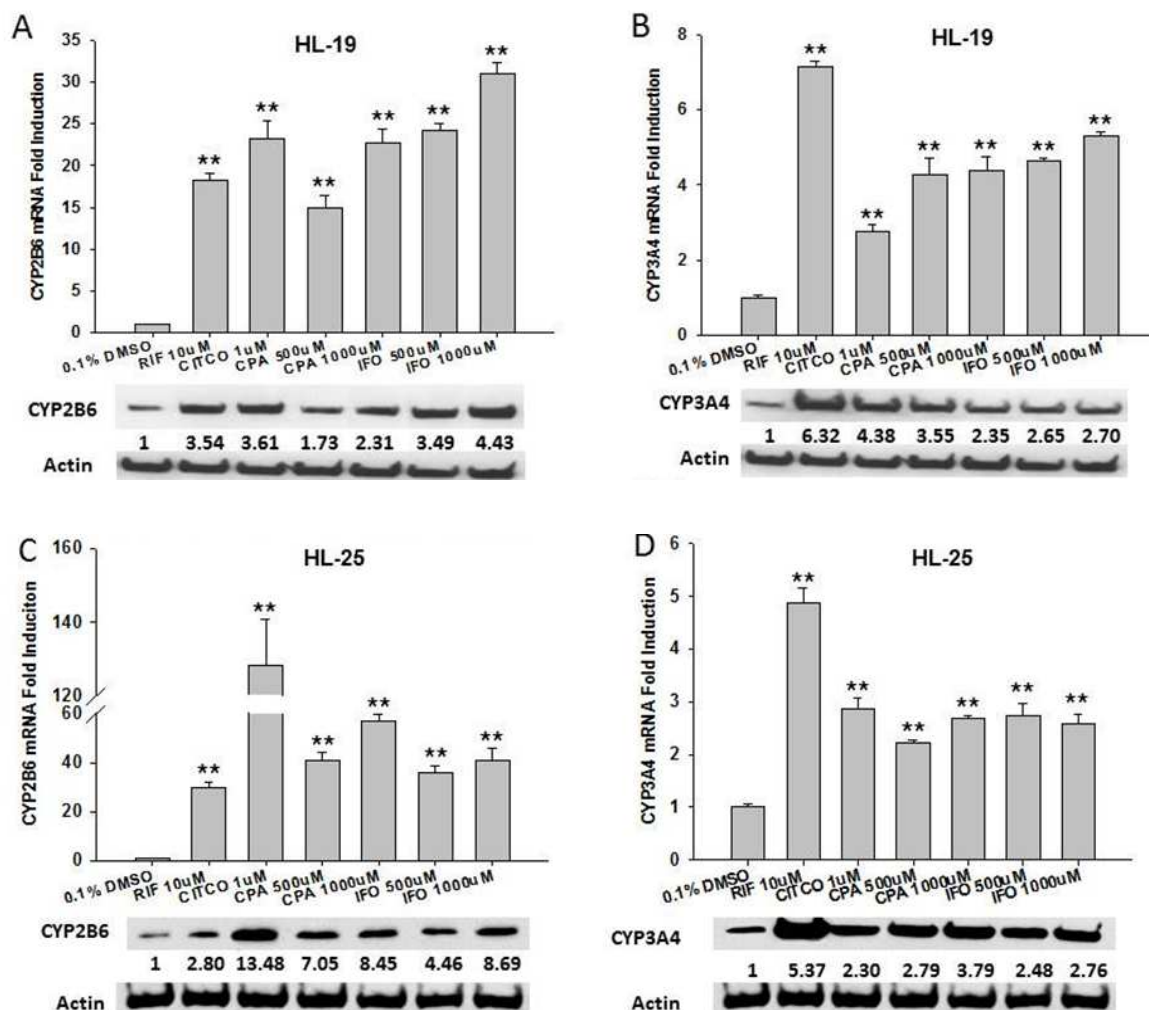 A
HL-19
CYP2B6 mRNA Fold Induction
35
30
25
20
15
10
5
0
** ** ** ** ** **
0.1% DMSO
RIF 10uM
CITCO 1uM
CPA 500uM
CPA 1000uM
IFO 500uM
IFO 1000uM
CYP2B6
1 3.54 3.61 1.73 2.31 3.49 4.43
Actin
B
HL-19
CYP3A4 mRNA Fold Induction
8
6
4
2
0
** ** ** ** ** **
0.1% DMSO
RIF 10uM
CITCO 1uM
CPA 500uM
CPA 1000uM
IFO 500uM
IFO 1000uM
CYP3A4
1 6.32 4.38 3.55 2.35 2.65 2.70
Actin
C
HL-25
CYP2B6 mRNA Fold Induciton
160
140
120
60
40
20
0
** ** ** ** ** **
0.1% DMSO
RIF 10uM
CITCO 1uM
CPA 500uM
CPA 1000uM
IFO 500uM
IFO 1000uM
CYP2B6
1 2.80 13.48 7.05 8.45 4.46 8.69
Actin
D
HL-25
CYP3A4 mRNA Fold Induction
6
5
4
3
2
1
0
** ** ** ** ** **
0.1% DMSO
RIF 10uM
CITCO 1uM
CPA 500uM
CPA 1000uM
IFO 500uM
IFO 1000uM
CYP3A4
1 5.37 2.30 2.79 3.79 2.48 2.76
Actin